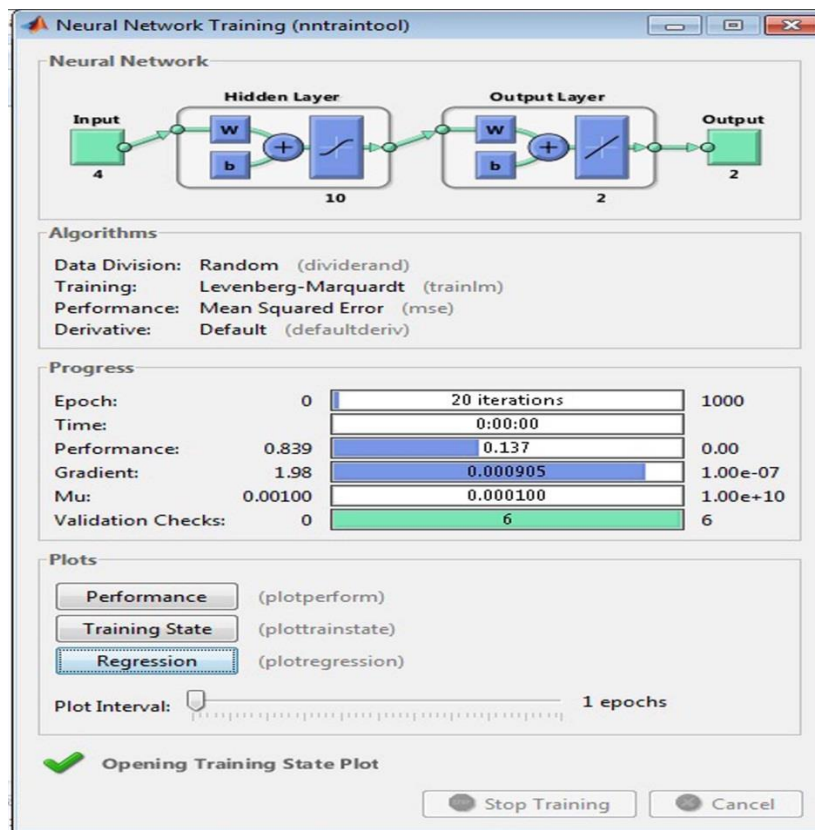 Neural Network Training (nntraintool)
Neural Network
Hidden Layer
Output Layer
Input
Output
W
W
b
b
4
10
2
2
Algorithms
Data Division: Random (dividerand)
Training: Levenberg-Marquardt (trainlm)
Performance: Mean Squared Error (mse)
Derivative: Default (defaultderiv)
Progress
Epoch: 0 20 iterations 1000
Time: 0:00:00
Performance: 0.839 0.137 0.00
Gradient: 1.98 0.000905 1.00e-07
Mu: 0.00100 0.000100 1.00e+10
Validation Checks: 0 6 6
Plots
Performance (plotperform)
Training State (plottrainstate)
Regression (plotregression)
Plot Interval: 1 epochs
Opening Training State Plot
Stop Training Cancel